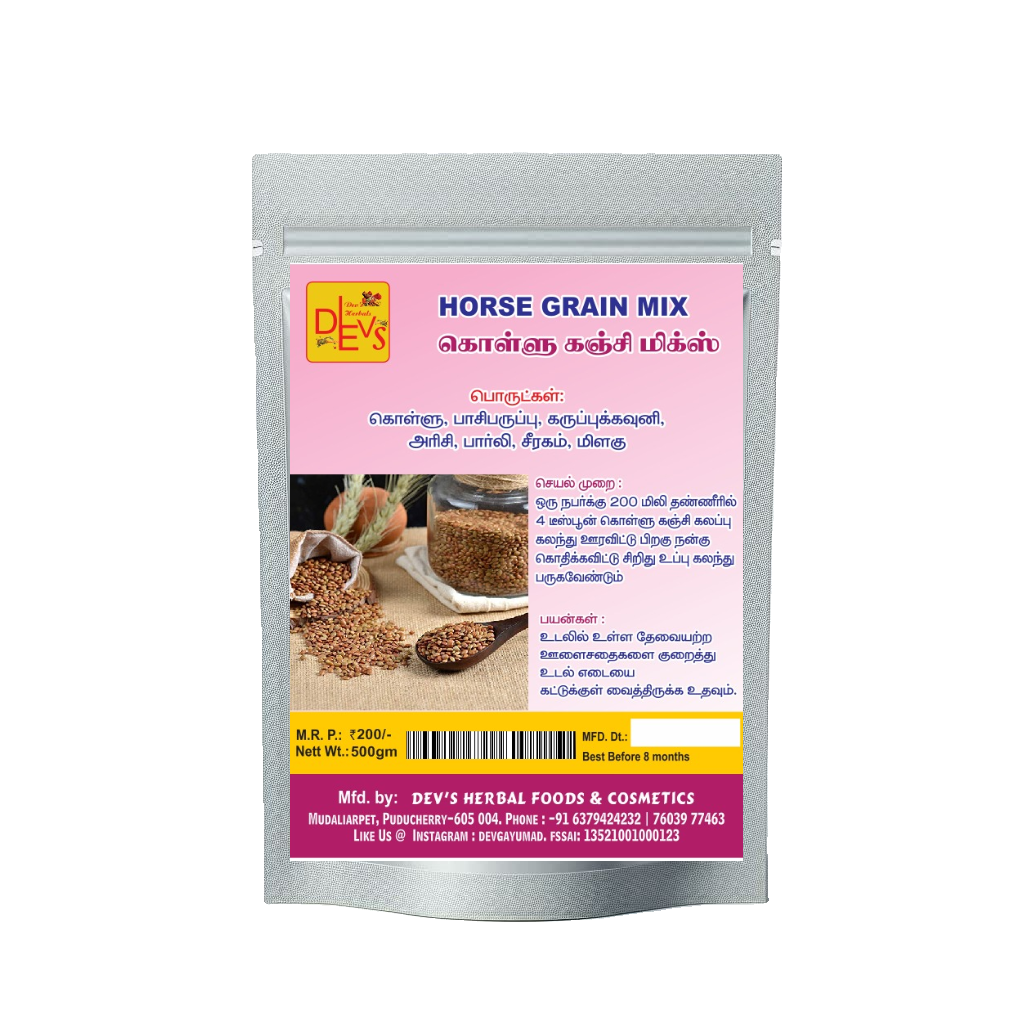 Dev
Herbals
DEV'S
HORSE GRAIN MIX
கொள்ளு கஞ்சி மிக்ஸ்
பொருட்கள்:
கொள்ளு, பாசிபருப்பு, கருப்புக்கவுனி,
அரிசி, பார்லி, சீரகம், மிளகு
செயல் முறை :
ஒரு நபர்க்கு 200 மிலி தண்ணீரில்
4 டீஸ்பூன் கொள்ளு கஞ்சி கலப்பு
கலந்து ஊரவிட்டு பிறகு நன்கு
கொதிக்கவிட்டு சிறிது உப்பு கலந்து
பருகவேண்டும்
பயன்கள் :
உடலில் உள்ள தேவையற்ற
ஊளைசதைகளை குறைத்து
உடல் எடையை
கட்டுக்குள் வைத்திருக்க உதவும்.
M.R. P.: ₹200/-
Nett Wt.: 500gm
MFD. Dt.:
Best Before 8 months
Mfd. by: DEV'S HERBAL FOODS & COSMETICS
MUDALIARPET, PUDUCHERRY-605 004. PHONE : +91 6379424232 | 76039 77463
LIKE US @ INSTAGRAM : DEVGAYUMAD. FSSAI: 13521001000123